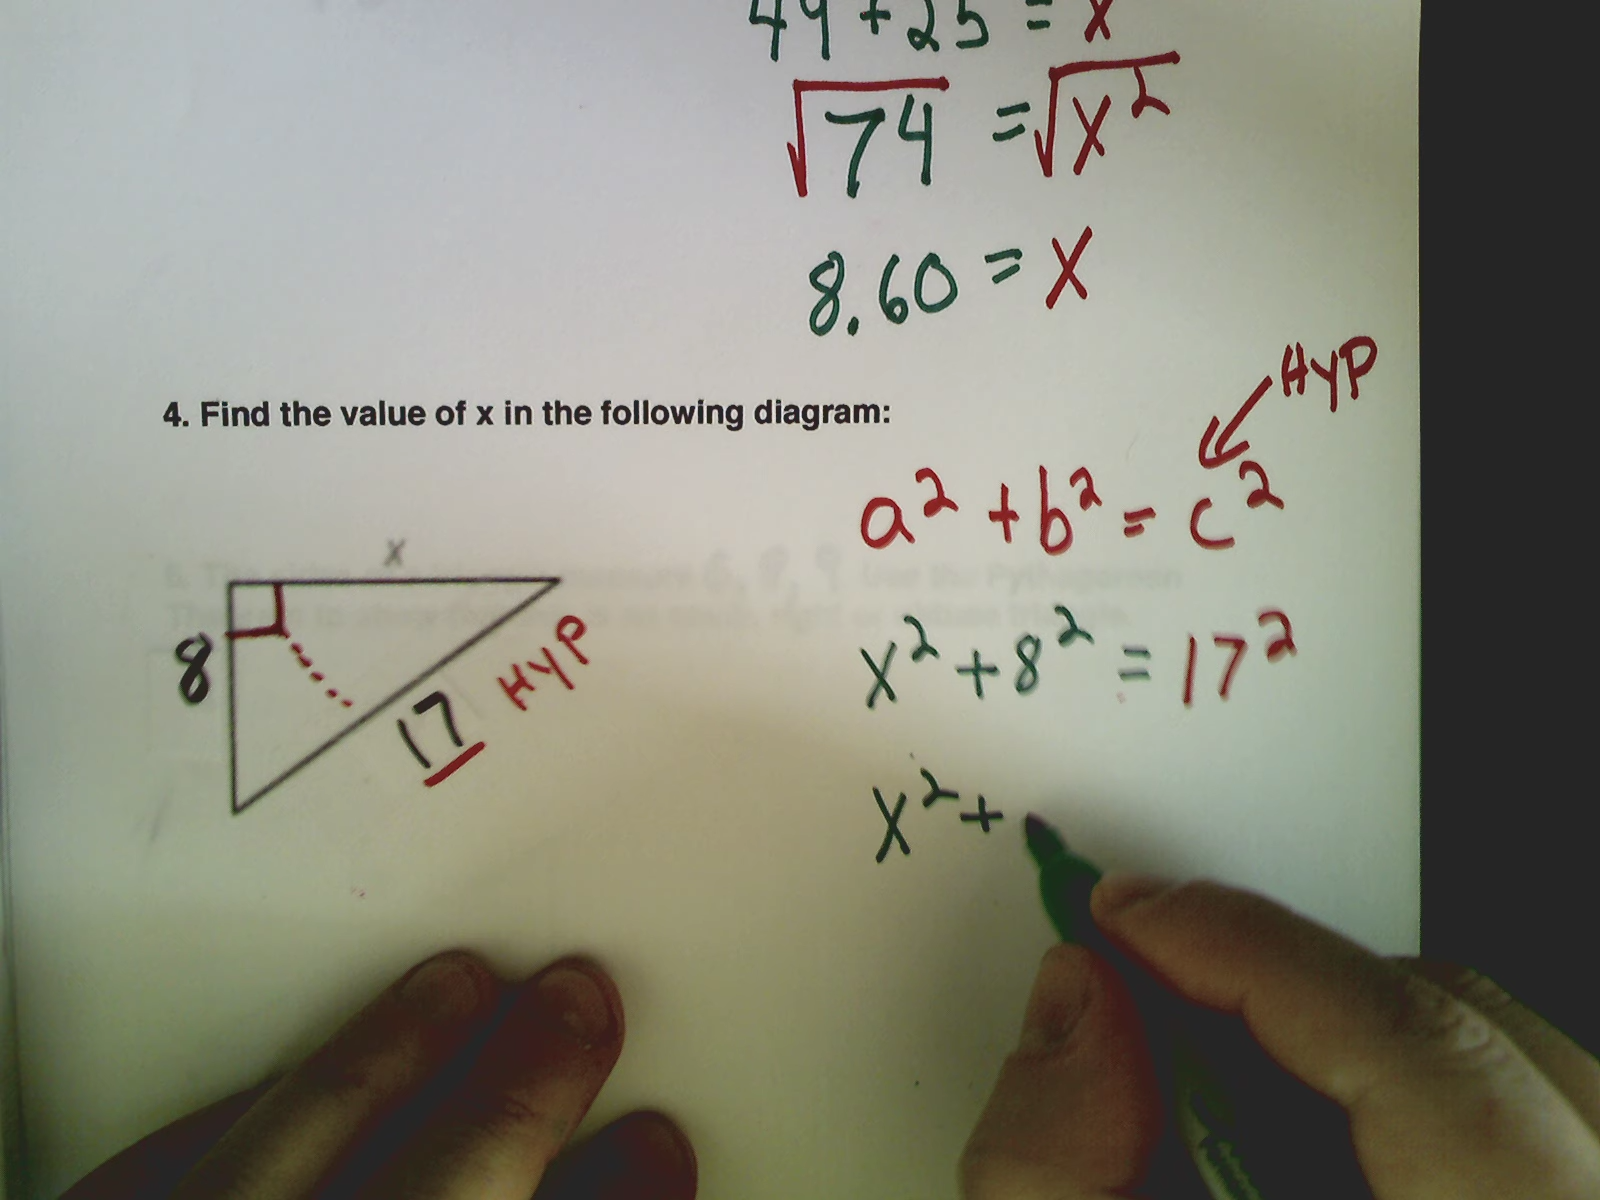 49 + 25 = x
√74 = √x²
8.60 = x
4. Find the value of x in the following diagram:
HYP
a² + b² = c²
x
8
17
HYP
x² + 8² = 17²
x² +